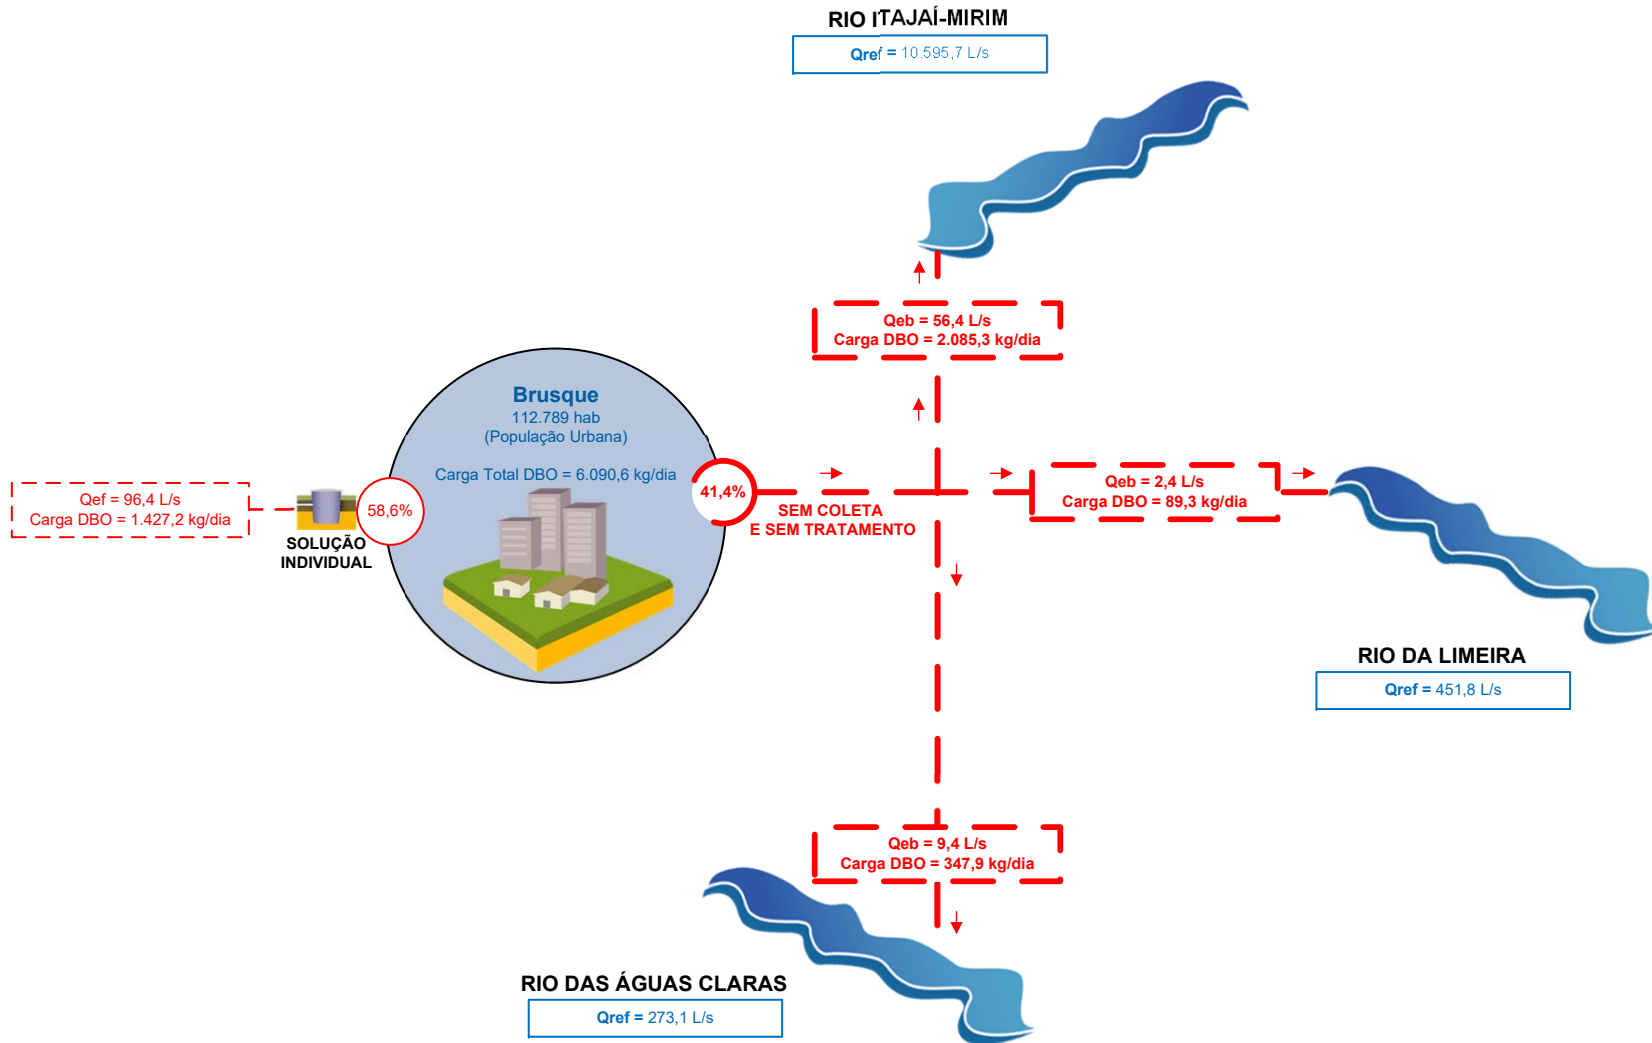 RIO ITAJAÍ-MIRIM
Qref = 10.595,7 L/s
Qeb = 56,4 L/s
Carga DBO = 2.085,3 kg/dia
Brusque
112.789 hab
(População Urbana)
Carga Total DBO = 6.090,6 kg/dia
Qef = 96,4 L/s
Carga DBO = 1.427,2 kg/dia
58,6%
SOLUÇÃO
INDIVIDUAL
41,4%
SEM COLETA
E SEM TRATAMENTO
Qeb = 2,4 L/s
Carga DBO = 89,3 kg/dia
RIO DA LIMEIRA
Qref = 451,8 L/s
Qeb = 9,4 L/s
Carga DBO = 347,9 kg/dia
RIO DAS ÁGUAS CLARAS
Qref = 273,1 L/s